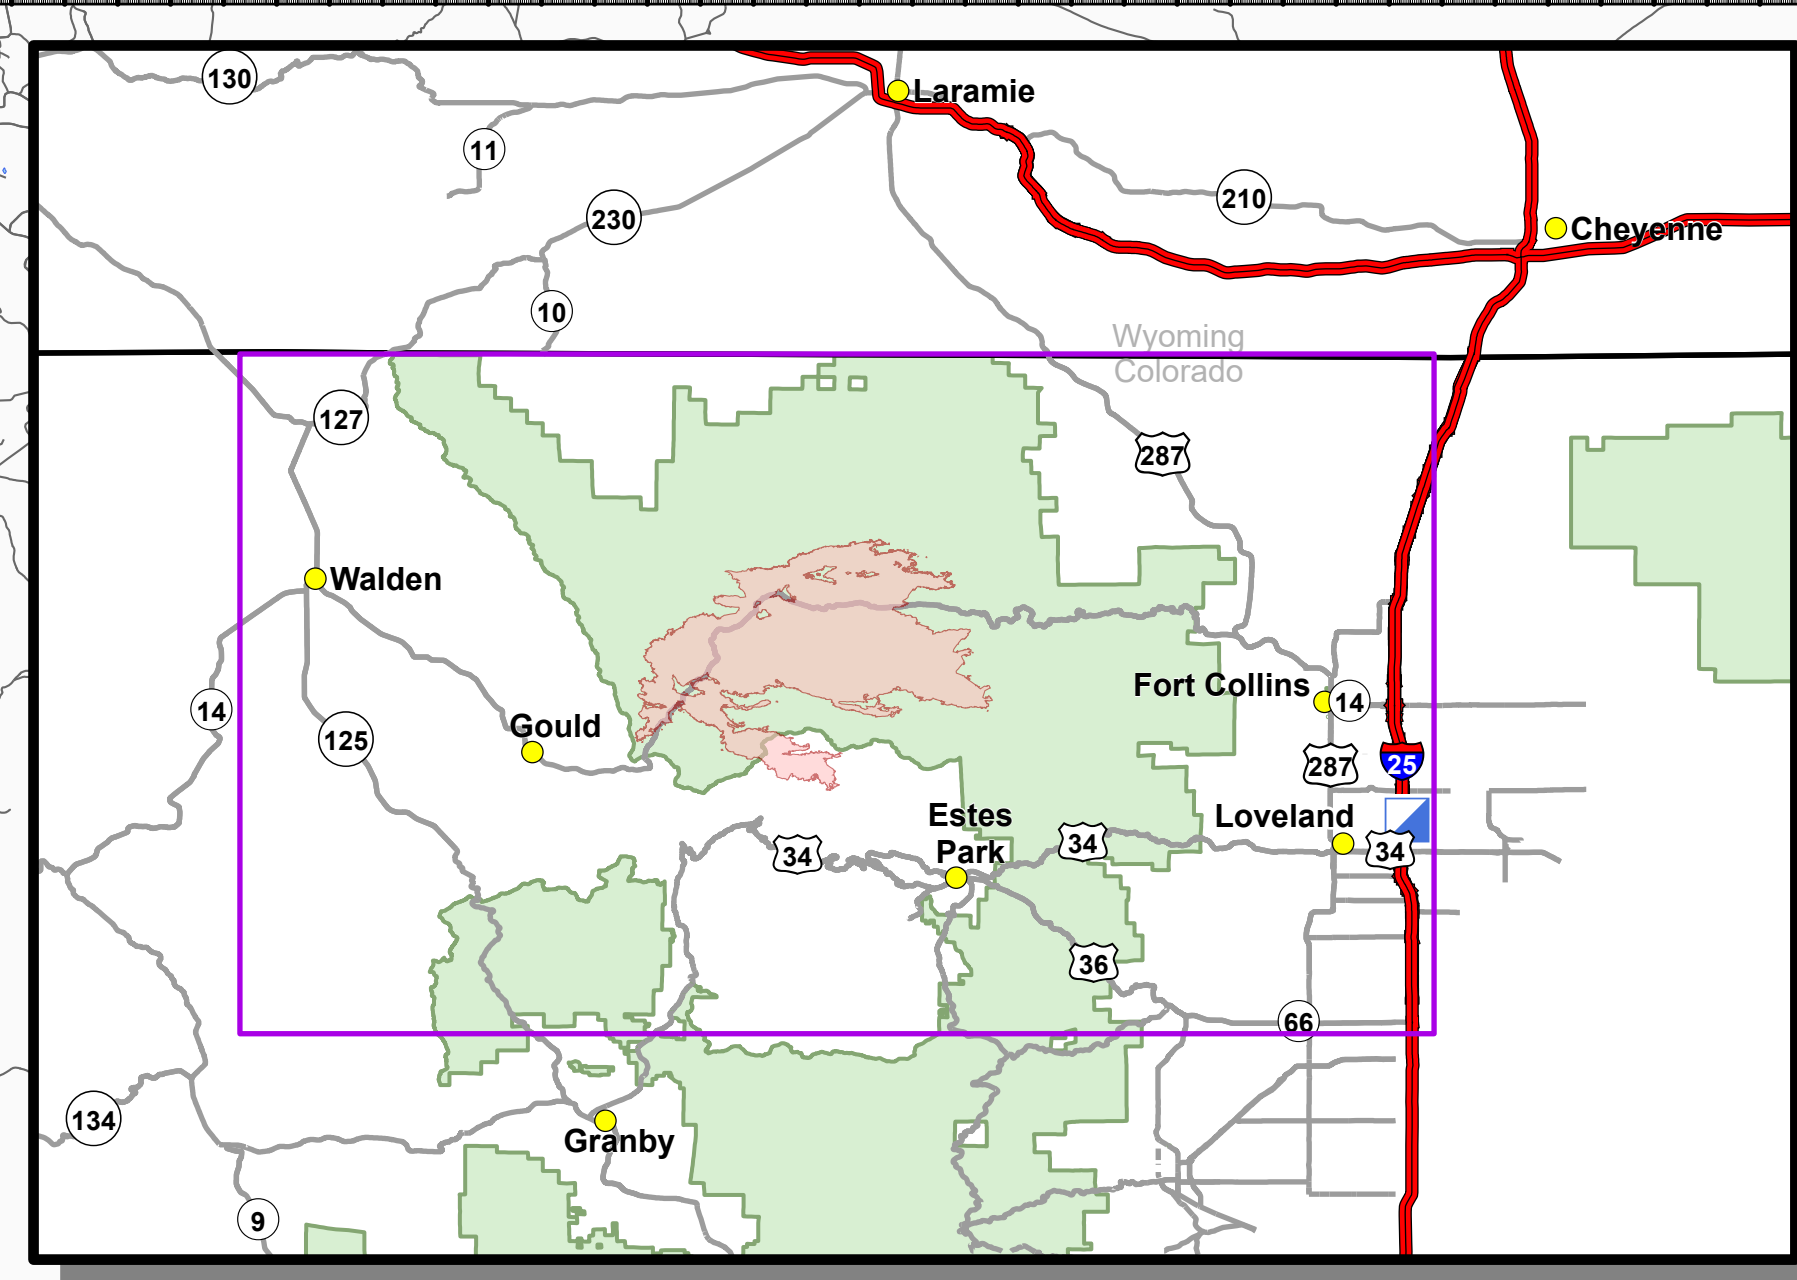 130
Laramie
11
210
230
Cheyenne
10
Wyoming
Colorado
127
287
Walden
Fort Collins
14
14
Gould
125
287
25
Estes
Park
Loveland
34
34
34
36
66
134
Granby
9